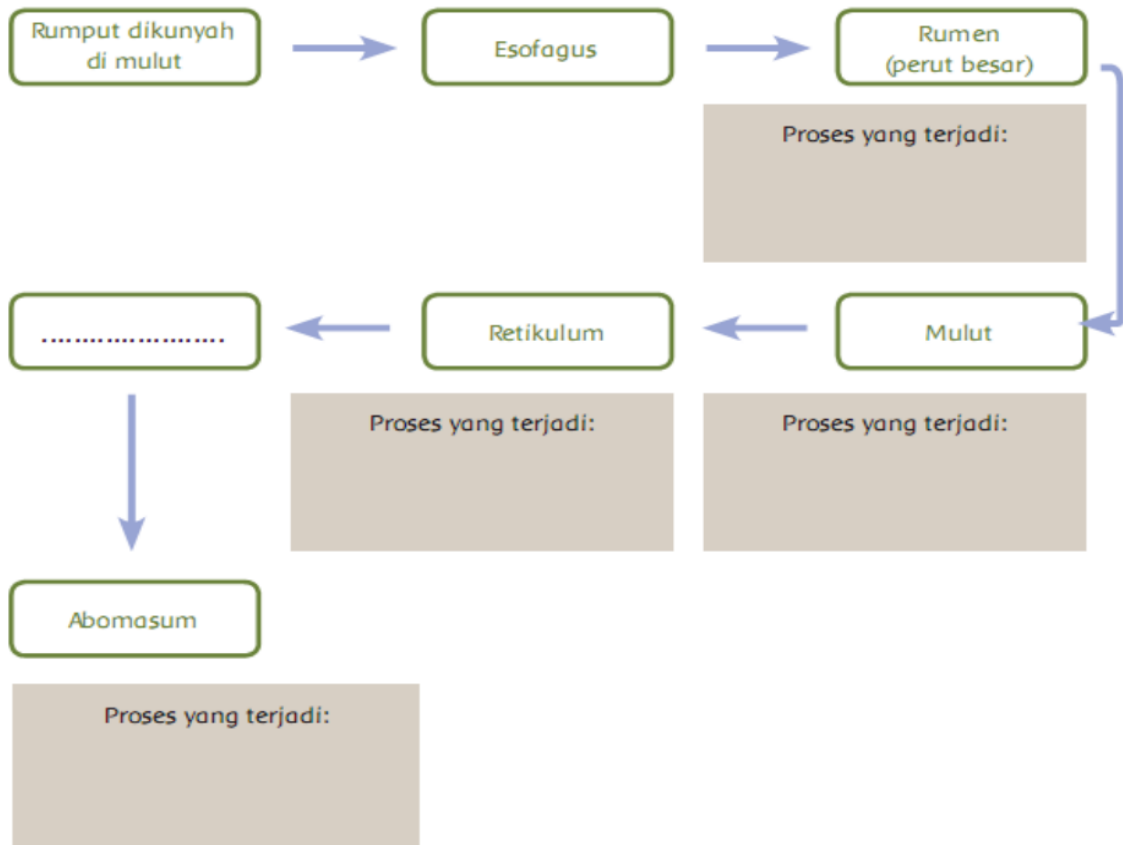 Rumput dikunyah
di mulut
Esofagus
Rumen
(perut besar)
Proses yang terjadi:
.......................
Retikulum
Mulut
Proses yang terjadi:
Proses yang terjadi:
Abomasum
Proses yang terjadi: